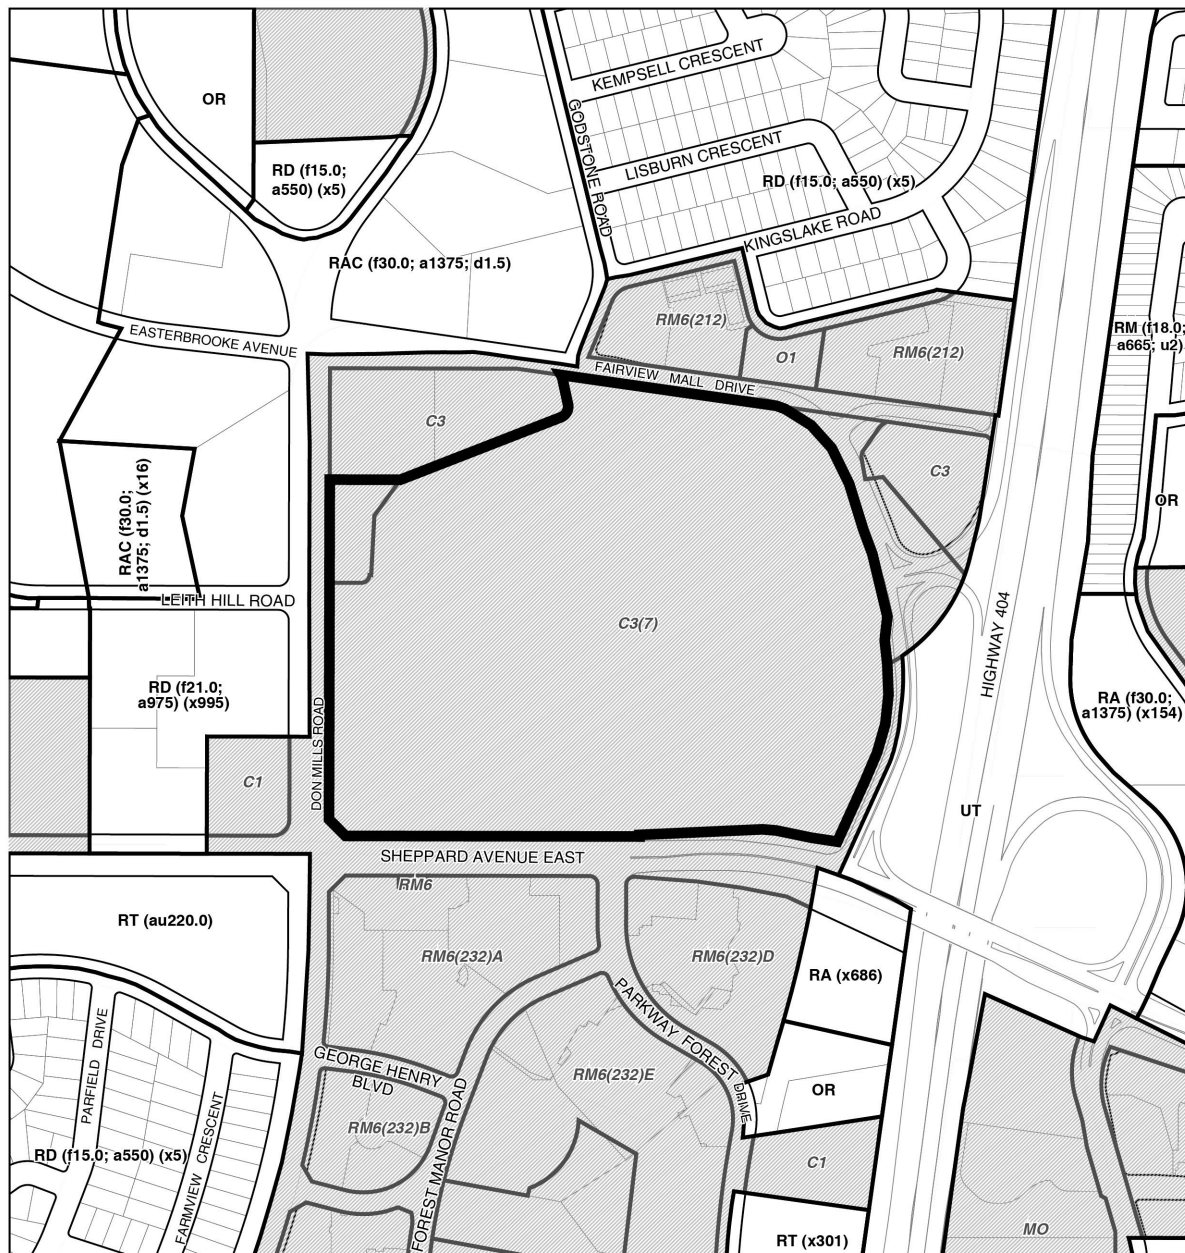 KEMPSELL CRESCENT
OR
GODSTONE ROAD
LISBURN CRESCENT
RD (f15.0;
a550) (x5)
RD (f15.0; a550) (x5)
KINGSLAKE ROAD
RAC (f30.0; a1375; d1.5)
RM6(212)
EASTERBROOKE AVENUE
O1
RM6(212)
RM (f18.0;
a665; u2)
FAIRVIEW MALL DRIVE
C3
C3
RAC (f30.0;
a1375; d1.5) (x16)
OR
LEITH HILL ROAD
C3(7)
HIGHWAY 404
RD (f21.0;
a975) (x995)
RA (f30.0;
a1375) (x154)
DON MILLS ROAD
C1
UT
SHEPPARD AVENUE EAST
RM6
RT (au220.0)
RM6(232)A
RM6(232)D
RA (x686)
PARKWAY FOREST DRIVE
PARFIELD DRIVE
GEORGE HENRY
BLVD
RM6(232)E
OR
RM6(232)B
FOREST MANOR ROAD
RD (f15.0; a550) (x5)
FARMVIEW CRESCENT
C1
MO
RT (x301)